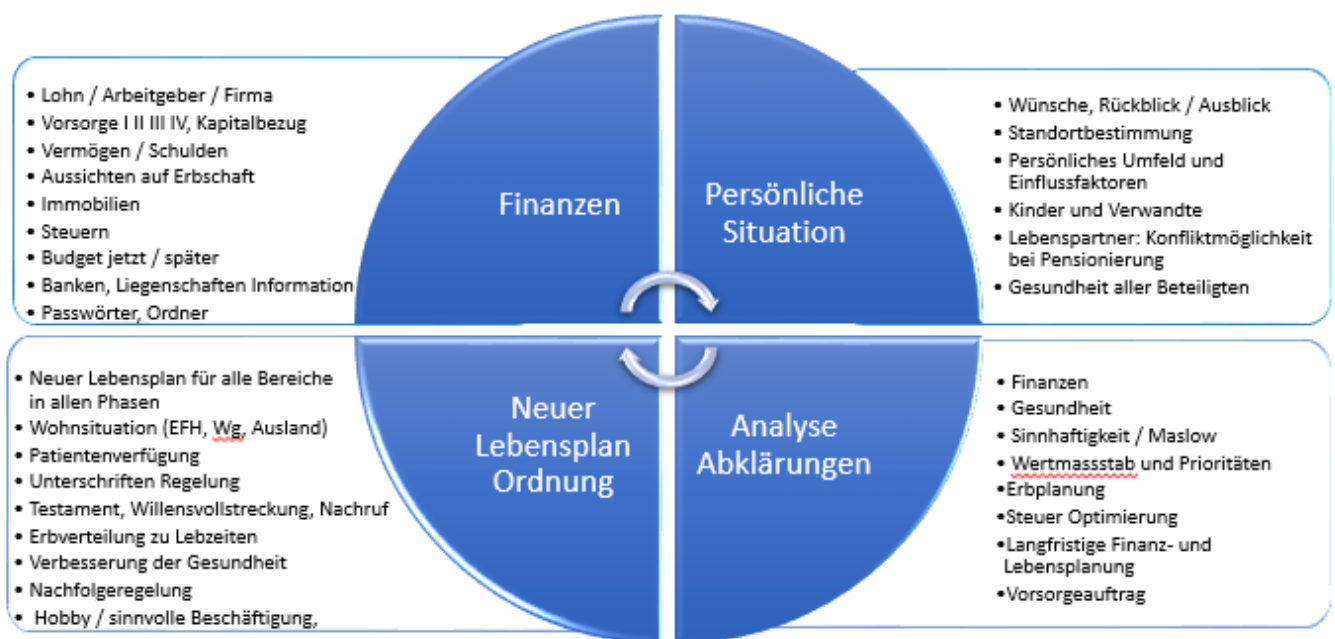 • Lohn / Arbeitgeber / Firma
• Vorsorge I II III IV, Kapitalbezug
• Vermögen / Schulden
• Aussichten auf Erbschaft
• Immobilien
• Steuern
• Budget jetzt / später
• Banken, Liegenschaften Information
• Passwörter, Ordner
Finanzen
Persönliche
Situation
• Wünsche, Rückblick / Ausblick
• Standortbestimmung
• Persönliches Umfeld und
Einflussfaktoren
• Kinder und Verwandte
• Lebenspartner: Konfliktmöglichkeit
bei Pensionierung
• Gesundheit aller Beteiligten
• Neuer Lebensplan für alle Bereiche
in allen Phasen
• Wohnsituation (EFH, Wg, Ausland)
• Patientenverfügung
• Unterschriften Regelung
• Testament, Willensvollstreckung, Nachruf
• Erbverteilung zu Lebzeiten
• Verbesserung der Gesundheit
• Nachfolgeregelung
• Hobby / sinnvolle Beschäftigung,
Neuer
Lebensplan
Ordnung
Analyse
Abklärungen
• Finanzen
• Gesundheit
• Sinnhaftigkeit / Maslow
• Wertmassstab und Prioritäten
•Erbplanung
•Steuer Optimierung
•Langfristige Finanz- und
Lebensplanung
•Vorsorgeauftrag